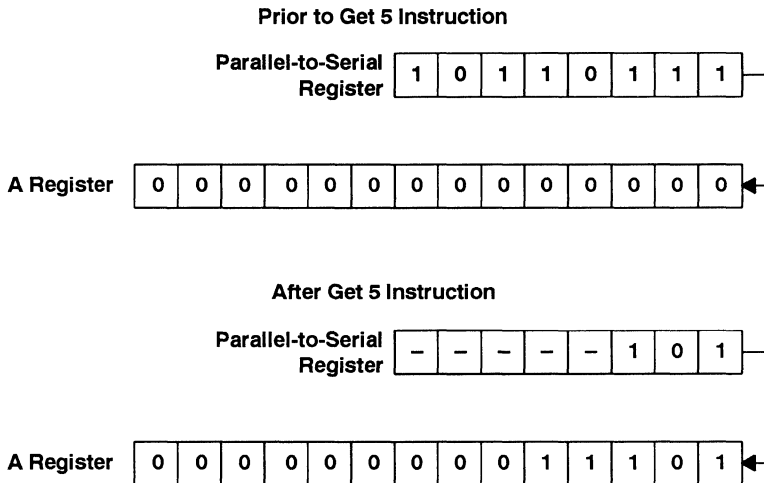 Prior to Get 5 Instruction
Parallel-to-Serial
Register
1 0 1 1 0 1 1 1
A Register 0 0 0 0 0 0 0 0 0 0 0 0 0 0
After Get 5 Instruction
Parallel-to-Serial
Register
– – – – – 1 0 1
A Register 0 0 0 0 0 0 0 0 0 1 1 1 0 1